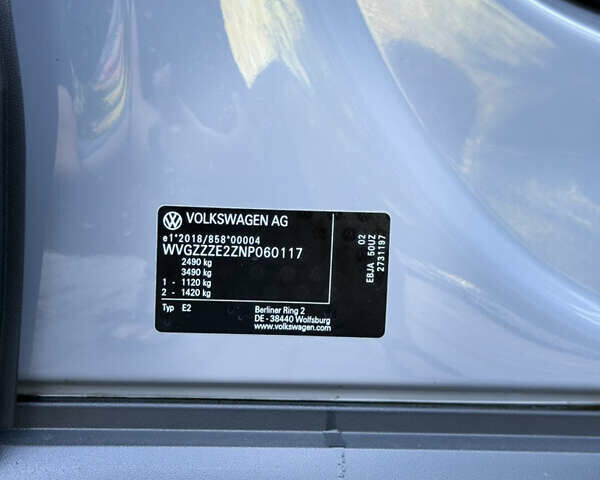 VOLKSWAGEN AG
e1*2018/858*00004
WVGZZZE2ZNP060117
2490 kg
3490 kg
1 - 1120 kg
2 - 1420 kg
Typ E2
Berliner Ring 2
DE - 38440 Wolfsburg
www.volkswagen.com
02
EBJA 50UZ
2731197